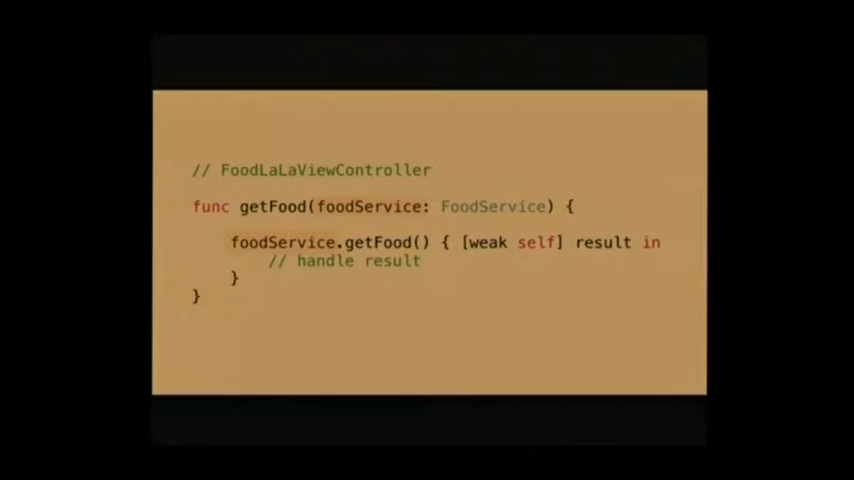 // FoodLaLaViewController
func getFood(foodService: FoodService) {
foodService.getFood() { [weak self] result in
// handle result
}
}